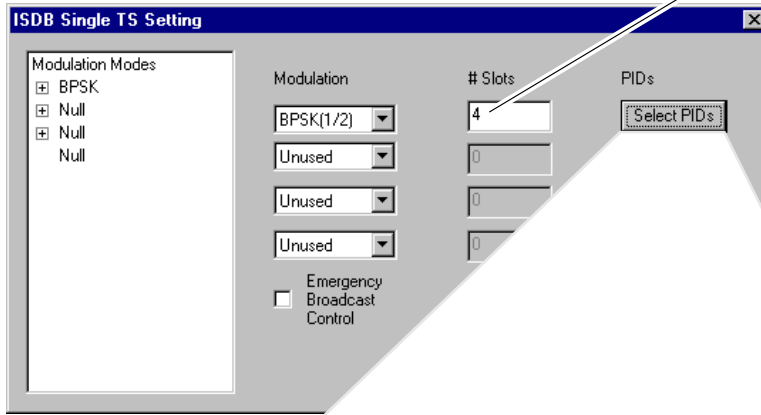 ISDB Single TS Setting
Modulation Modes
BPSK
Null
Null
Null
Modulation # Slots PIDs
BPSK(1/2) 4 Select PIDs
Unused 0
Unused 0
Unused 0
Emergency
Broadcast
Control